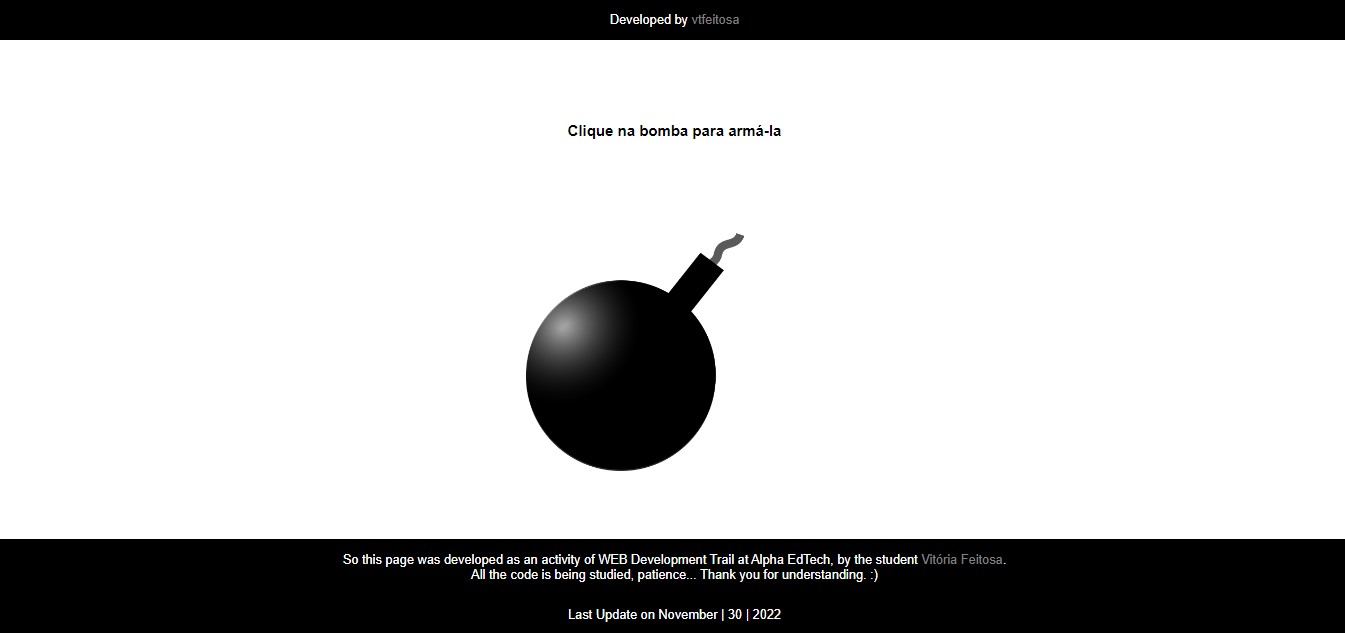 Developed by vtfeitosa
Clique na bomba para armá-la
So this page was developed as an activity of WEB Development Trail at Alpha EdTech, by the student Vitória Feitosa.
All the code is being studied, patience... Thank you for understanding. :)
Last Update on November | 30 | 2022